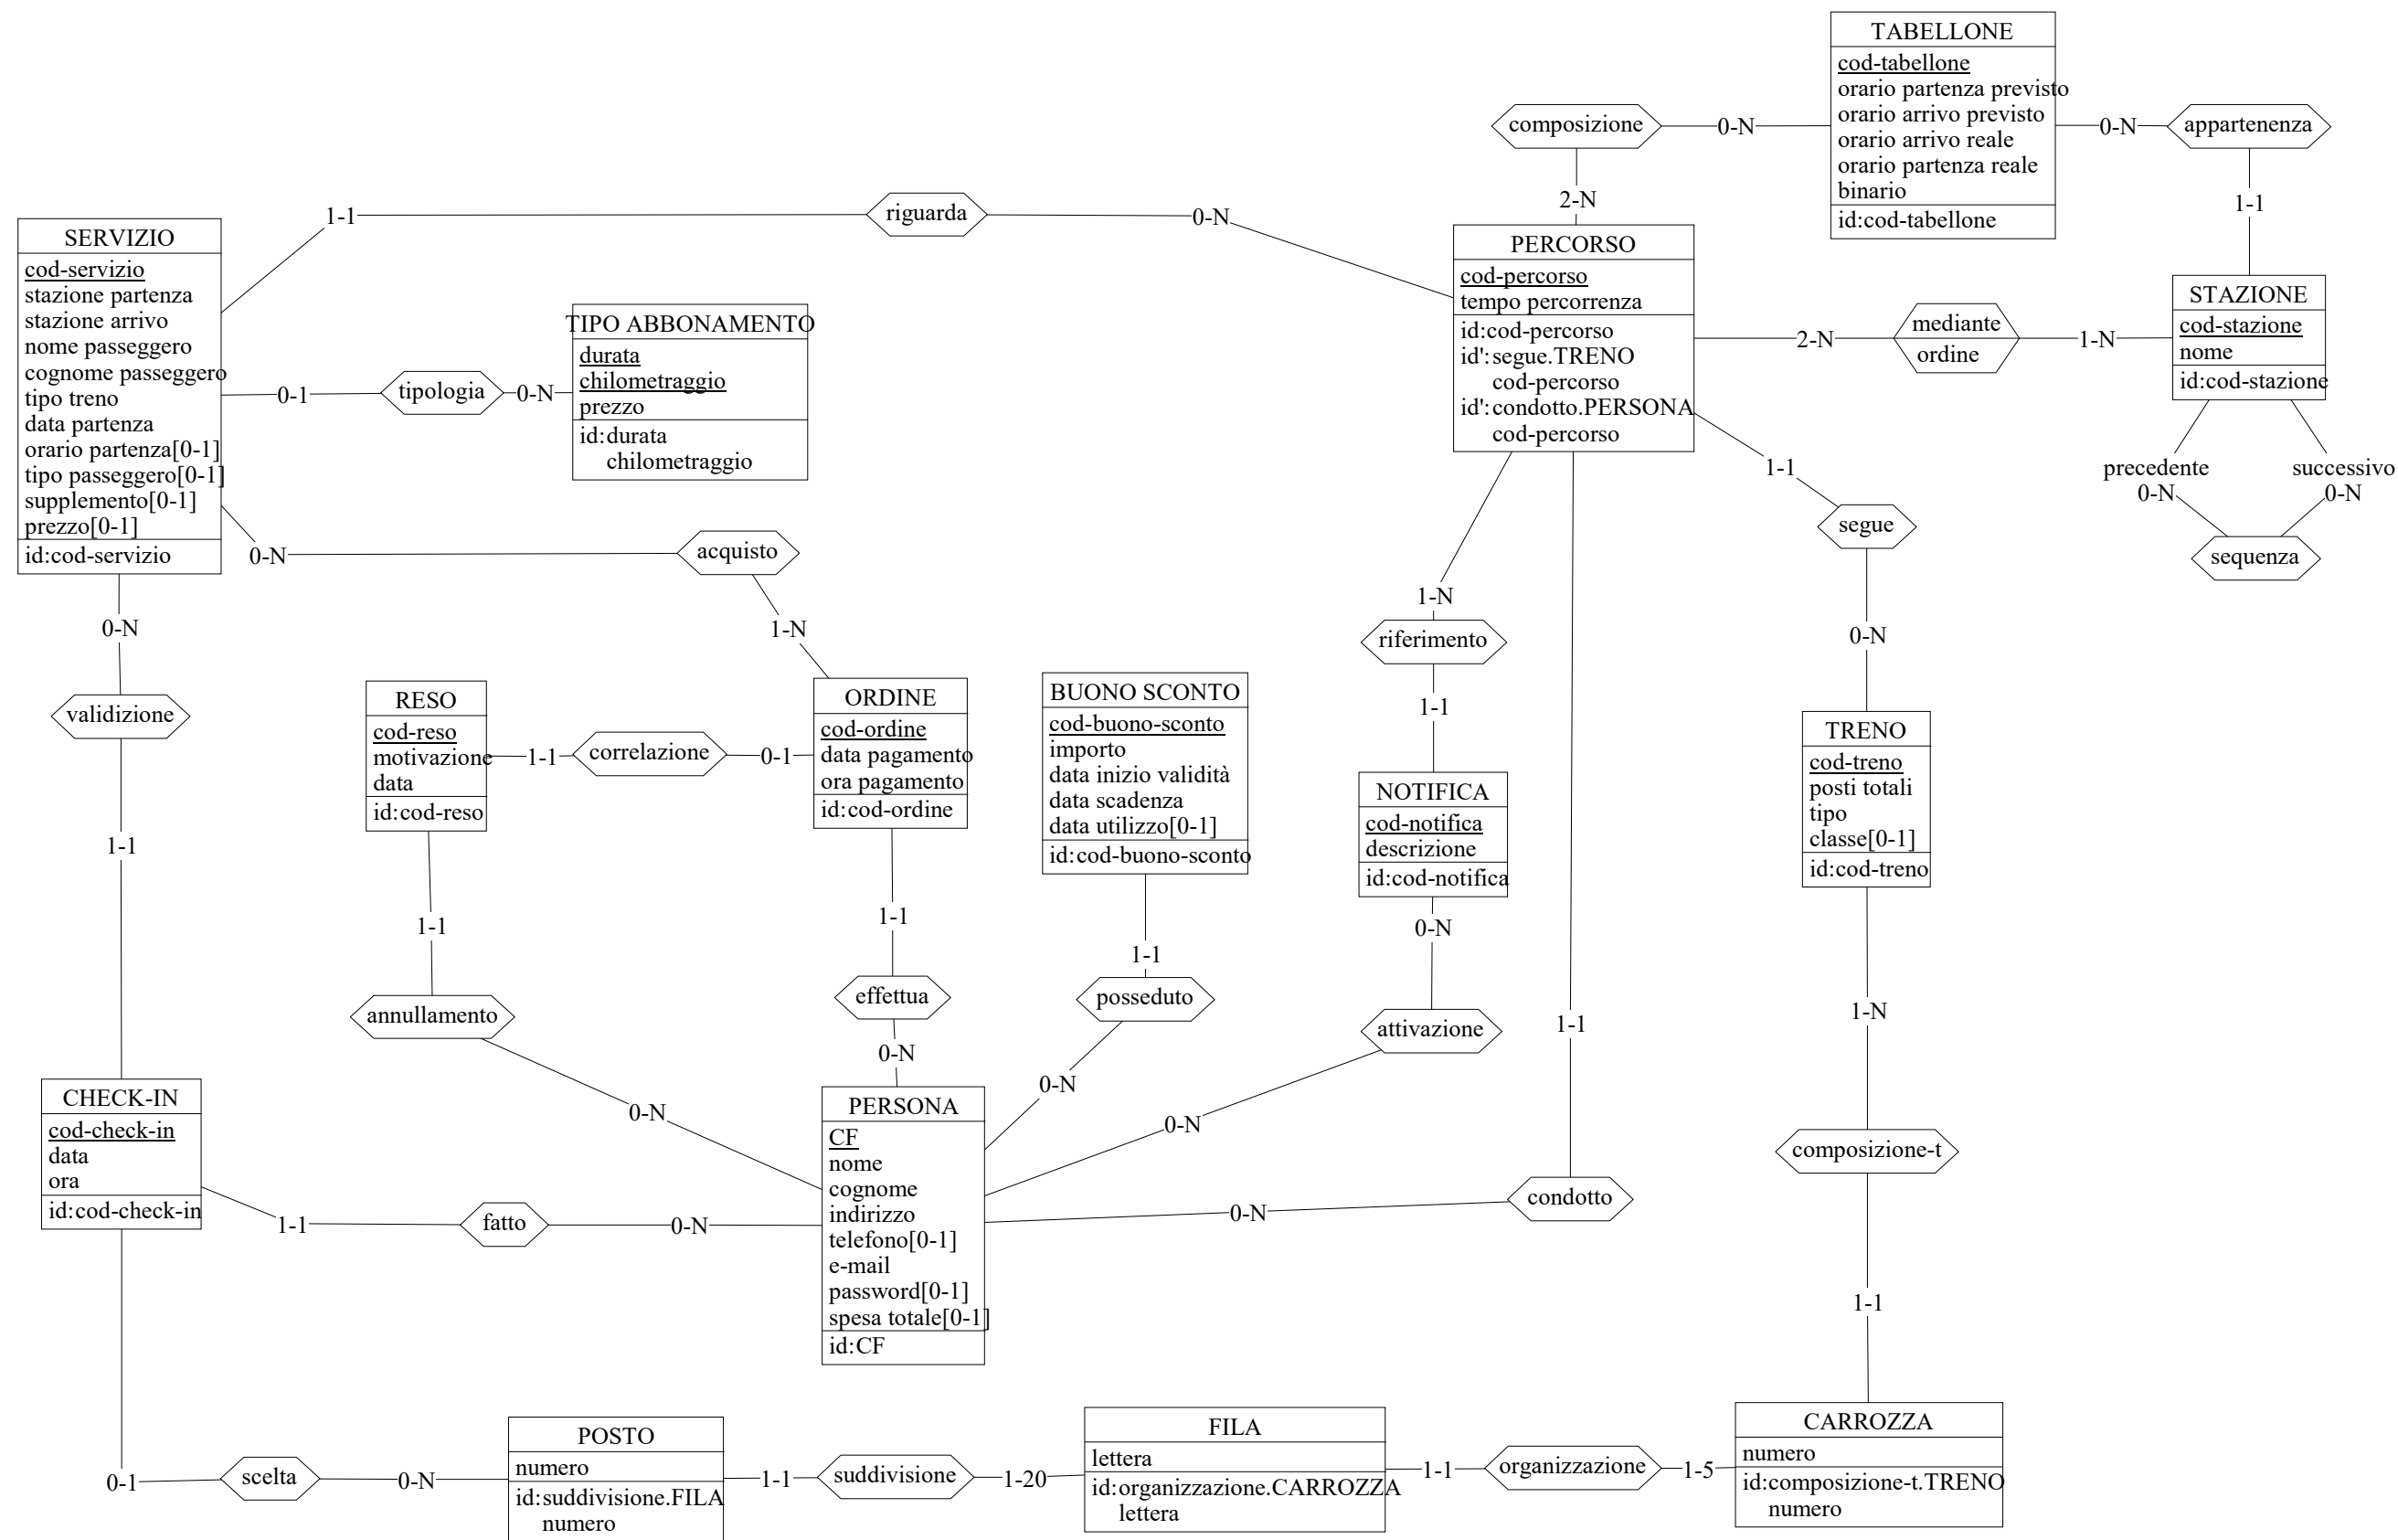 TABELLONE
cod-tabellone
orario partenza previsto
orario arrivo previsto
orario arrivo reale
orario partenza reale
binario
id:cod-tabellone
composizione
0-N
0-N
appartenenza
2-N
1-1
1-1
riguarda
0-N
SERVIZIO
cod-servizio
stazione partenza
stazione arrivo
nome passeggero
cognome passeggero
tipo treno
data partenza
orario partenza[0-1]
tipo passeggero[0-1]
supplemento[0-1]
prezzo[0-1]
id:cod-servizio
PERCORSO
cod-percorso
tempo percorrenza
id:cod-percorso
id':segue.TRENO
cod-percorso
id':condotto.PERSONA
cod-percorso
2-N
mediante
ordine
1-N
STAZIONE
cod-stazione
nome
id:cod-stazione
TIPO ABBONAMENTO
durata
chilometraggio
prezzo
id:durata
chilometraggio
0-1
tipologia
0-N
precedente
0-N
successivo
0-N
sequenza
1-1
segue
0-N
0-N
acquisto
1-N
0-N
validizione
1-1
1-N
riferimento
1-1
RESO
cod-reso
motivazione
data
id:cod-reso
1-1
correlazione
0-1
ORDINE
cod-ordine
data pagamento
ora pagamento
id:cod-ordine
BUONO SCONTO
cod-buono-sconto
importo
data inizio validità
data scadenza
data utilizzo[0-1]
id:cod-buono-sconto
NOTIFICA
cod-notifica
descrizione
id:cod-notifica
TRENO
cod-treno
posti totali
tipo
classe[0-1]
id:cod-treno
1-1
annullamento
0-N
1-1
effettua
0-N
1-1
posseduto
0-N
0-N
attivazione
0-N
1-1
condotto
0-N
1-N
composizione-t
1-1
CHECK-IN
cod-check-in
data
ora
id:cod-check-in
1-1
fatto
0-N
PERSONA
CF
nome
cognome
indirizzo
telefono[0-1]
e-mail
password[0-1]
spesa totale[0-1]
id:CF
0-1
scelta
0-N
POSTO
numero
id:suddivisione.FILA
numero
1-1
suddivisione
1-20
FILA
lettera
id:organizzazione.CARROZZA
lettera
1-1
organizzazione
1-5
CARROZZA
numero
id:composizione-t.TRENO
numero